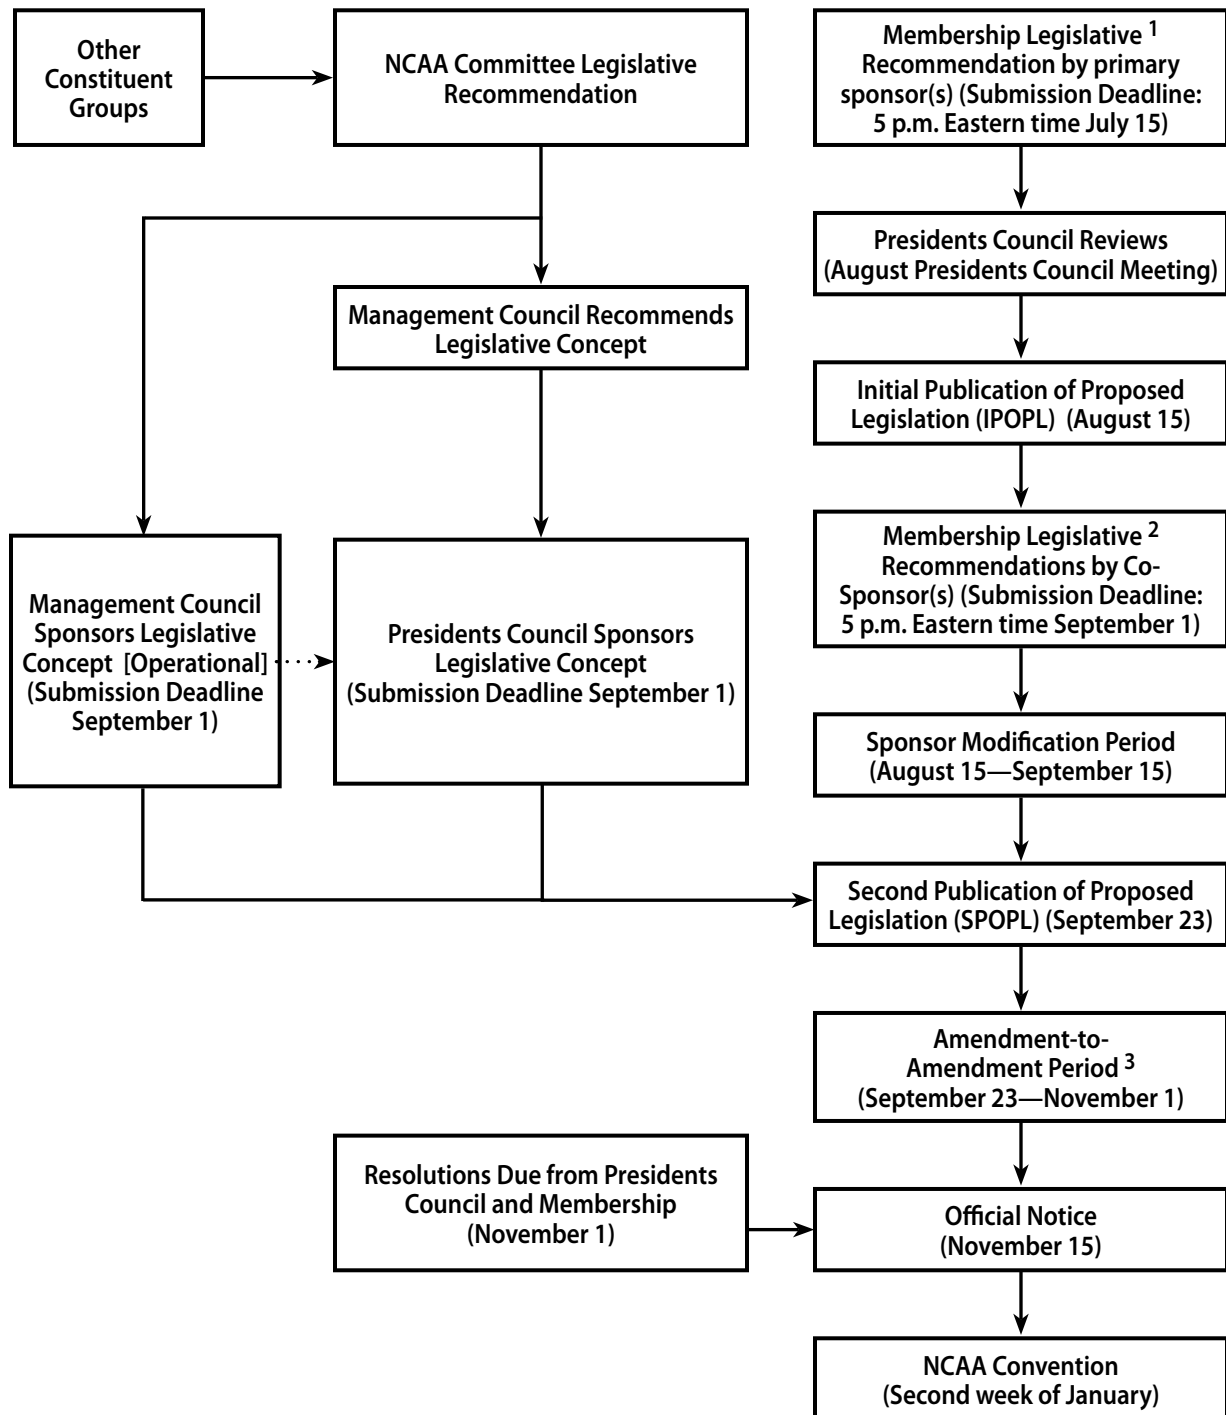 Other
Constituent
Groups
NCAA Committee Legislative
Recommendation
Membership Legislative 1
Recommendation by primary
sponsor(s) (Submission Deadline:
5 p.m. Eastern time July 15)
Presidents Council Reviews
(August Presidents Council Meeting)
Management Council Recommends
Legislative Concept
Initial Publication of Proposed
Legislation (IPOPL) (August 15)
Membership Legislative 2
Recommendations by Co-
Sponsor(s) (Submission Deadline:
5 p.m. Eastern time September 1)
Management Council
Sponsors Legislative
Concept [Operational]
(Submission Deadline
September 1)
Presidents Council Sponsors
Legislative Concept
(Submission Deadline September 1)
Sponsor Modification Period
(August 15—September 15)
Second Publication of Proposed
Legislation (SPOPL) (September 23)
Amendment-to-
Amendment Period 3
(September 23—November 1)
Resolutions Due from Presidents
Council and Membership
(November 1)
Official Notice
(November 15)
NCAA Convention
(Second week of January)